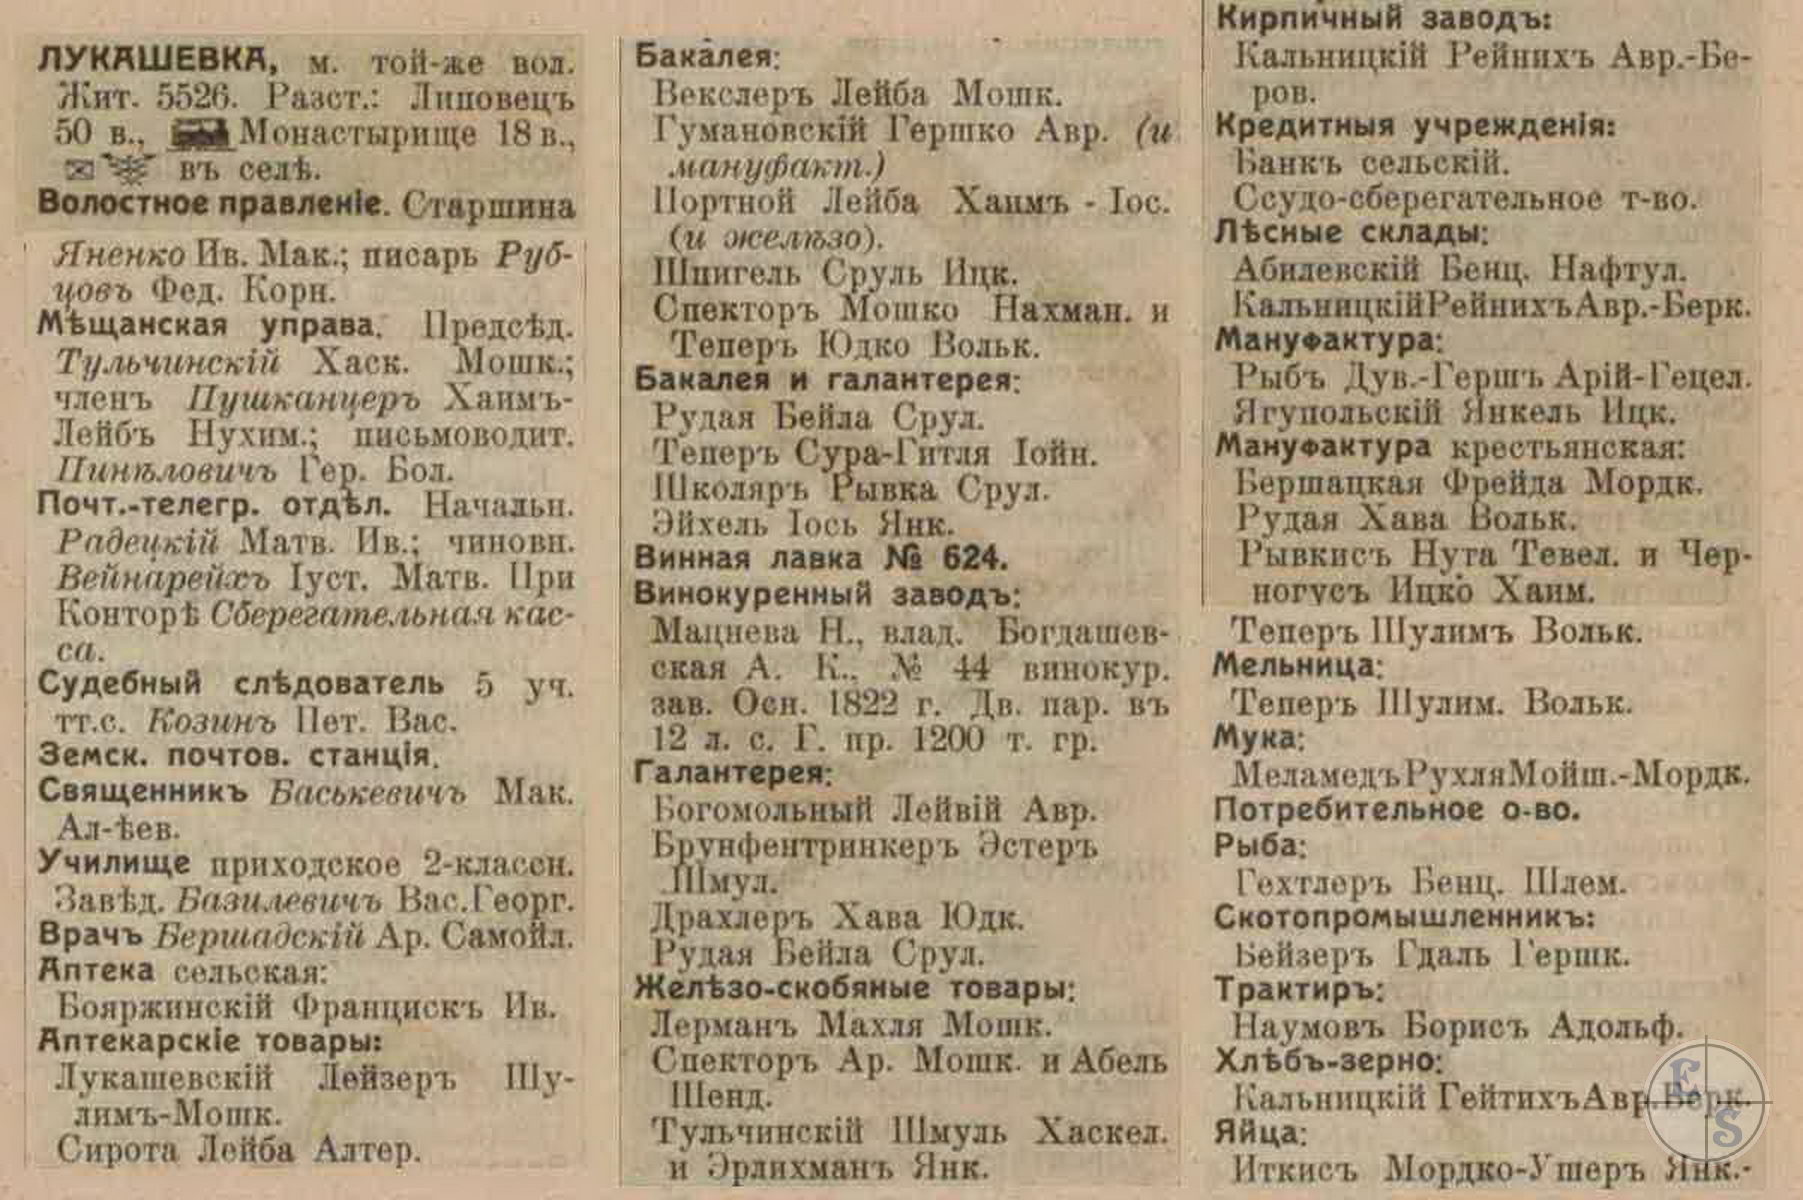 ЛУКАШЕВКА, м. той-же вол.
Жит. 5526. Разст.: Липовецъ
50 в., Монастырище 18 в.,
въ селѣ.
Волостное правленіе. Старшина
Яненко Ив. Мак.; писарь Руб-
цовъ Фед. Корн.
Мѣщанская управа. Предсѣд.
Тульчинскій Хаск. Мошк.;
членъ Пушканцеръ Хаимъ-
Лейбъ Нухим.; письмоводит.
Пинѣловичъ Гер. Бол.
Почт.-телегр. отдѣл. Начальн.
Радецкій Матв. Ив.; чиновн.
Вейнарейхъ Іуст. Матв. При
Конторѣ Сберегательная кас-
са.
Судебный слѣдователь 5 уч.
тт.с. Козинъ Пет. Вас.
Земск. почтов. станція.
Священникъ Баськевичъ Мак.
Ал-ѣев.
Училище приходское 2-классн.
Завѣд. Базилевичъ Вас.Георг.
Врачъ Бершадскій Ар. Самойл.
Аптека сельская:
Бояржинскій Францискъ Ив.
Аптекарскіе товары:
Лукашевскій Лейзеръ Шу-
лимъ-Мошк.
Сирота Лейба Алтер.
Бакалея:
Векслеръ Лейба Мошк.
Гумановскій Гершко Авр. (и
мануфакт.)
Портной Лейба Хаимъ - Іос.
(и желѣзо).
Шпигель Сруль Ицк.
Спекторъ Мошко Нахман. и
Теперъ Юдко Вольк.
Бакалея и галантерея:
Рудая Бейла Срул.
Теперъ Сура-Гитля Іойн.
Школяръ Рывка Срул.
Эйхель Іось Янк.
Винная лавка № 624.
Винокуренный заводъ:
Мацнева Н., влад. Богдашев-
ская А. К., № 44 винокур.
зав. Осн. 1822 г. Дв. пар. въ
12 л. с. Г. пр. 1200 т. гр.
Галантерея:
Богомольный Лейвій Авр.
Брунфентринкеръ Эстеръ
Шмул.
Драхлеръ Хава Юдк.
Рудая Бейла Срул.
Желѣзо-скобяные товары:
Лерманъ Махля Мошк.
Спекторъ Ар. Мошк. и Абель
Шенд.
Тульчинскій Шмуль Хаскел.
и Эрлихманъ Янк.
Кирпичный заводъ:
Кальницкій Рейнихъ Авр.-Бе-
ров.
Кредитныя учрежденія:
Банкъ сельскій.
Ссудо-сберегательное т-во.
Лѣсные склады:
Абилевскій Бенц. Нафтул.
Кальницкій Рейнихъ Авр.-Берк.
Мануфактура:
Рыбъ Дув.-Гершъ Арій-Гецел.
Ягупольскій Янкель Ицк.
Мануфактура крестьянская:
Бершацкая Фрейда Мордк.
Рудая Хава Вольк.
Рывкисъ Нута Тевел. и Чер-
ногусъ Ицко Хаим.
Теперъ Шулимъ Вольк.
Мельница:
Теперъ Шулим. Вольк.
Мука:
Меламедъ Рухля Мойш.-Мордк.
Потребительное о-во.
Рыба:
Гехтлеръ Бенц. Шлем.
Скотопромышленникъ:
Бейзеръ Гдаль Гершк.
Трактиръ:
Наумовъ Борисъ Адольф.
Хлѣбъ-зерно:
Кальницкій Гейтихъ Авр.Берк.
Яйца:
Иткисъ Мордко-Ушеръ Янк.-
E
S